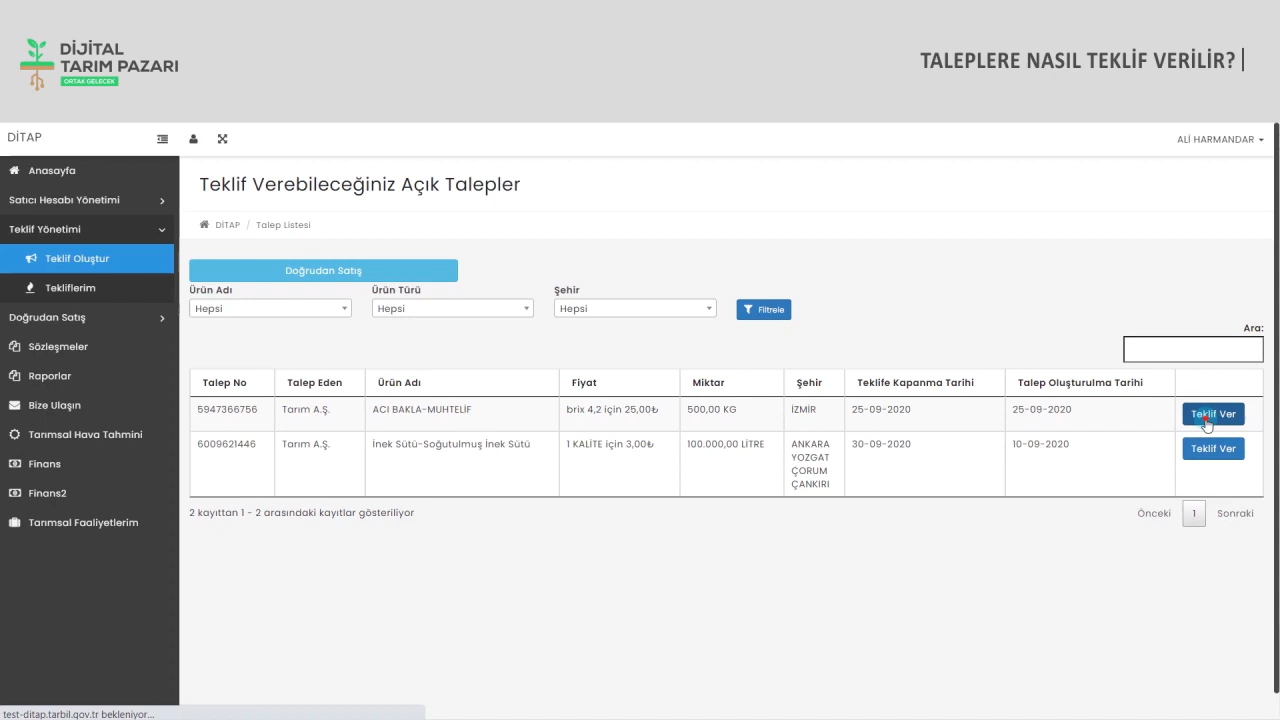 DİJİTAL
TARIM PAZARI
ORTAK GELECEK
TALEPLERE NASIL TEKLİF VERİLİR?
DİTAP
ALİ HARMANDAR
Anasayfa
Satıcı Hesabı Yönetimi
Teklif Yönetimi
Teklif Oluştur
Tekliflerim
Doğrudan Satış
Sözleşmeler
Raporlar
Bize Ulaşın
Tarımsal Hava Tahmini
Finans
Finans2
Tarımsal Faaliyetlerim
Teklif Verebileceğiniz Açık Talepler
DİTAP / Talep Listesi
Doğrudan Satış
Ürün Adı Ürün Türü Şehir
Hepsi Hepsi Hepsi Filtrele
Ara:
Talep No Talep Eden Ürün Adı Fiyat Miktar Şehir Teklife Kapanma Tarihi Talep Oluşturulma Tarihi
5947366756 Tarım A.Ş. ACI BAKLA-MUHTELİF brix 4,2 için 25,00₺ 500,00 KG İZMİR 25-09-2020 25-09-2020 Teklif Ver
6009621446 Tarım A.Ş. İnek Sütü-Soğutulmuş İnek Sütü 1 KALİTE için 3,00₺ 100.000,00 LİTRE ANKARA 30-09-2020 10-09-2020 Teklif Ver
YOZGAT
ÇORUM
ÇANKIRI
2 kayıttan 1 - 2 arasındaki kayıtlar gösteriliyor
Önceki 1 Sonraki
test-ditap.tarbil.gov.tr bekleniyor...